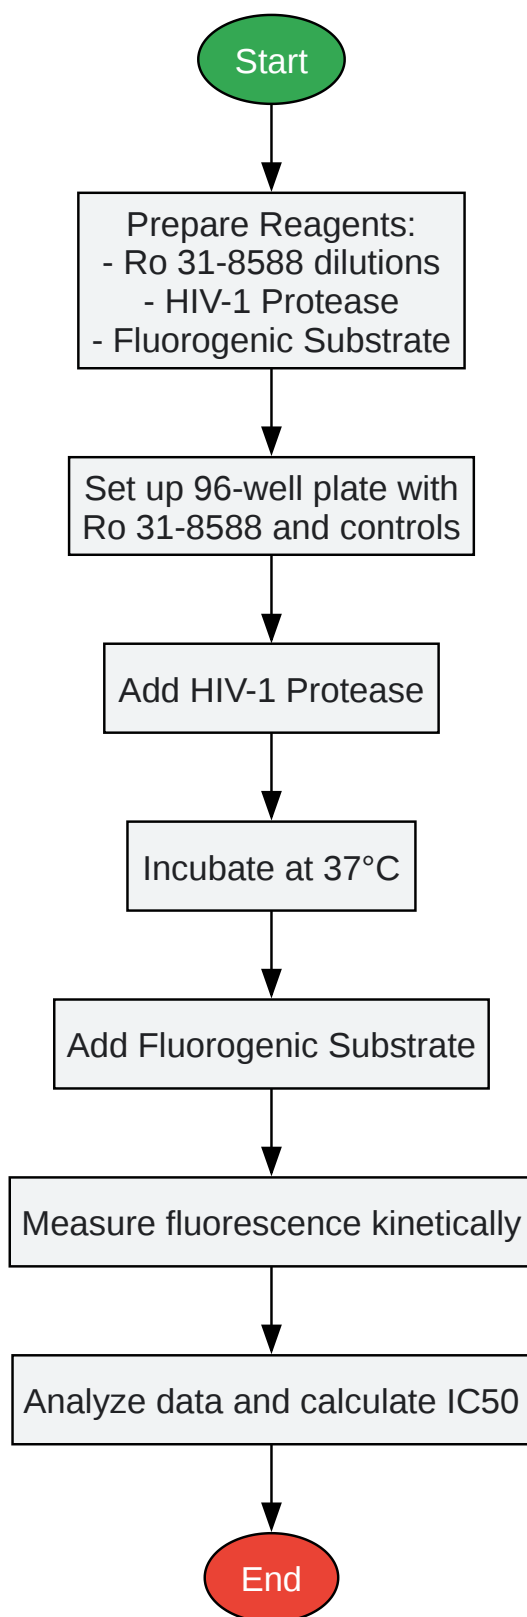 Start
Prepare Reagents:
- Ro 31-8588 dilutions
- HIV-1 Protease
- Fluorogenic Substrate
Set up 96-well plate with
Ro 31-8588 and controls
Add HIV-1 Protease
Incubate at 37°C
Add Fluorogenic Substrate
Measure fluorescence kinetically
Analyze data and calculate IC50
End